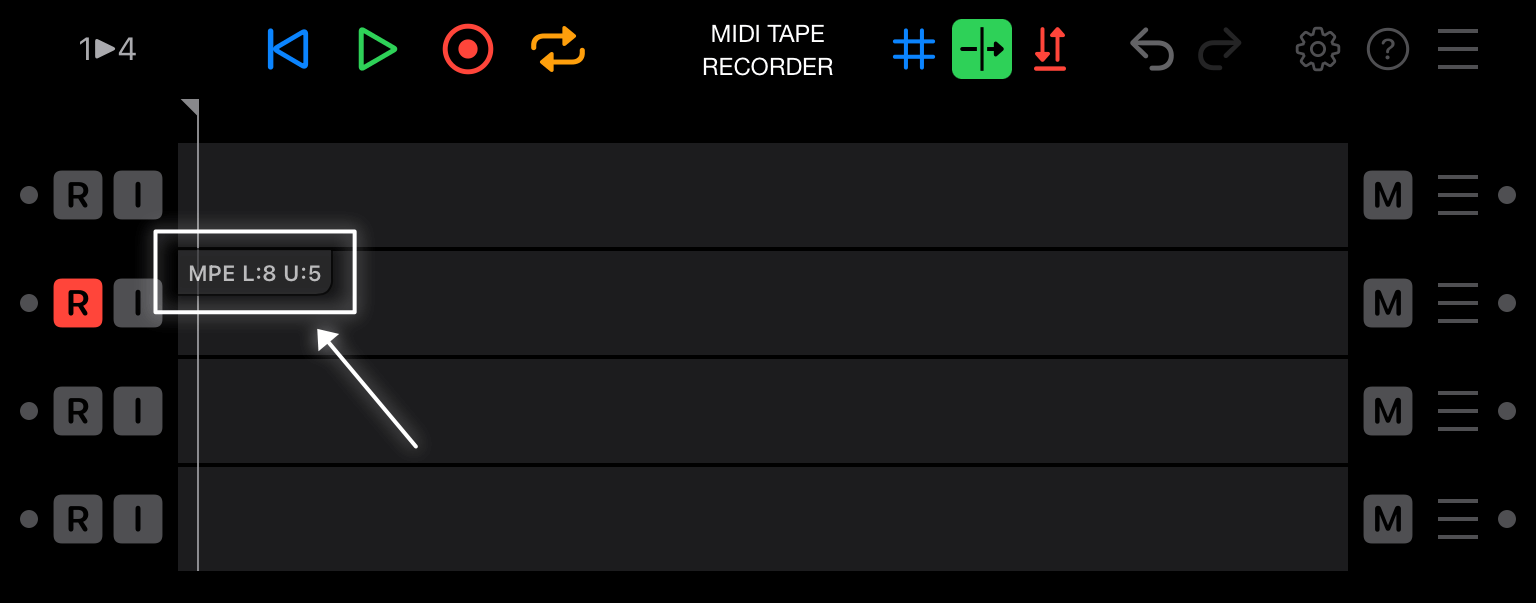 1▶4
MIDI TAPE
RECORDER
?
R I M
MPE L:8 U:5
R I M
R I M
R I M